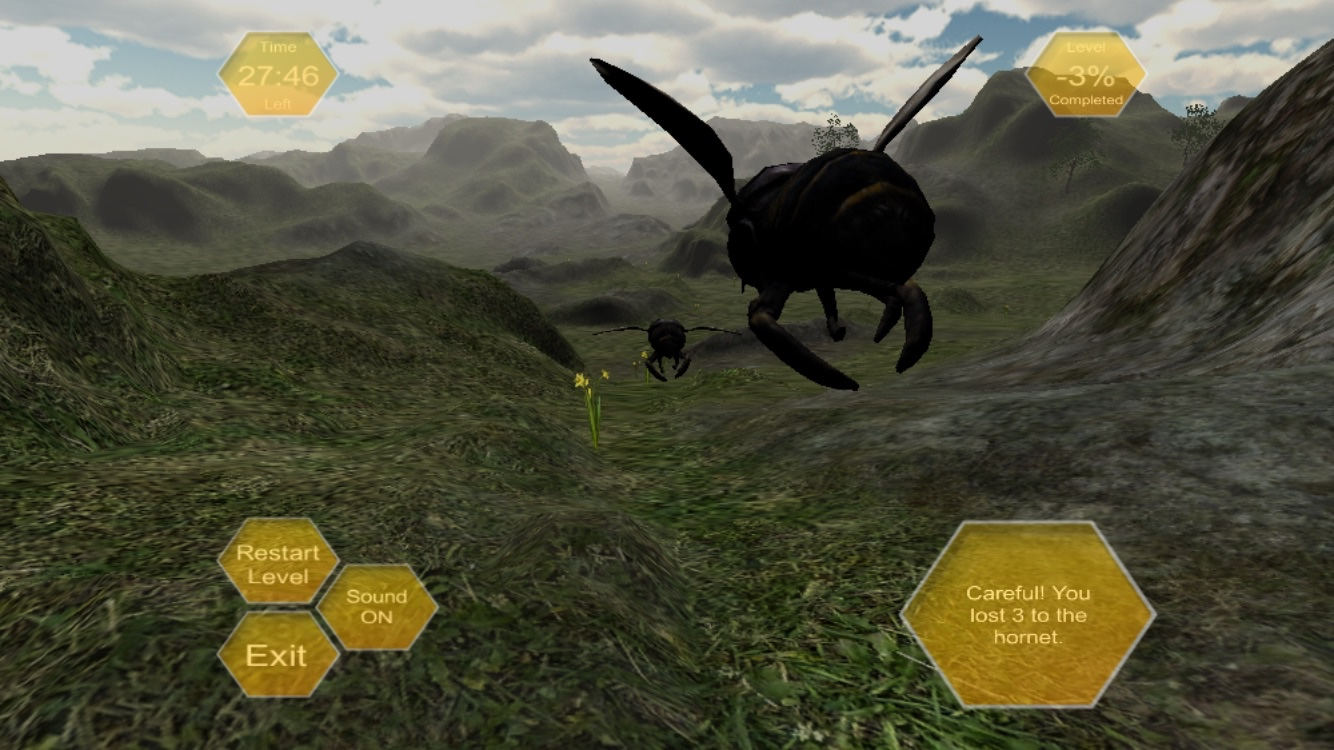 Time
27:46
Left
Level
-3%
Completed
Restart
Level
Sound
ON
Exit
Careful! You
lost 3 to the
hornet.